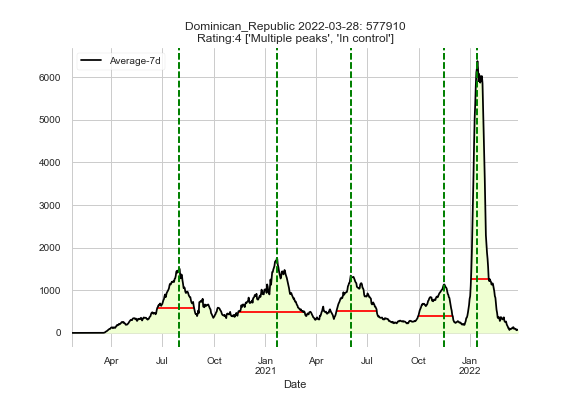 Dominican_Republic 2022-03-28: 577910
Rating:4 ['Multiple peaks', 'In control']
Average-7d
6000
5000
4000
3000
2000
1000
0
Apr
Jul
Oct
Jan
2021
Apr
Jul
Oct
Jan
2022
Date